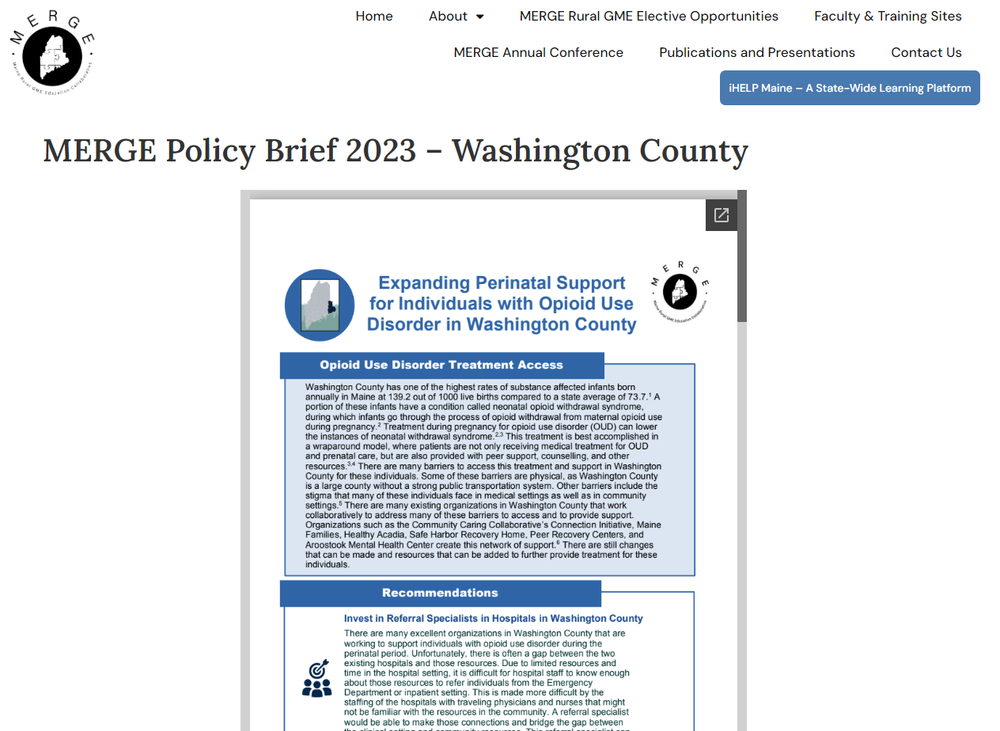 MERGE
Maine Rural GME Education Collaborative
Home
About
MERGE Rural GME Elective Opportunities
Faculty & Training Sites
MERGE Annual Conference
Publications and Presentations
Contact Us
iHELP Maine – A State-Wide Learning Platform
MERGE Policy Brief 2023 – Washington County
Expanding Perinatal Support
for Individuals with Opioid Use
Disorder in Washington County
MERGE
Maine Rural GME Education Collaborative
Opioid Use Disorder Treatment Access
Washington County has one of the highest rates of substance affected infants born
annually in Maine at 139.2 out of 1000 live births compared to a state average of 73.7.¹ A
portion of these infants have a condition called neonatal opioid withdrawal syndrome,
during which infants go through the process of opioid withdrawal from maternal opioid use
during pregnancy.² Treatment during pregnancy for opioid use disorder (OUD) can lower
the instances of neonatal withdrawal syndrome.²,³ This treatment is best accomplished in
a wraparound model, where patients are not only receiving medical treatment for OUD
and prenatal care, but are also provided with peer support, counselling, and other
resources.³,⁴ There are many barriers to access this treatment and support in Washington
County for these individuals. Some of these barriers are physical, as Washington County
is a large county without a strong public transportation system. Other barriers include the
stigma that many of these individuals face in medical settings as well as in community
settings.⁵ There are many existing organizations in Washington County that work
collaboratively to address many of these barriers to access and to provide support.
Organizations such as the Community Caring Collaborative's Connection Initiative, Maine
Families, Healthy Acadia, Safe Harbor Recovery Home, Peer Recovery Centers, and
Aroostook Mental Health Center create this network of support.⁶ There are still changes
that can be made and resources that can be added to further provide treatment for these
individuals.
Recommendations
Invest in Referral Specialists in Hospitals in Washington County
There are many excellent organizations in Washington County that are
working to support individuals with opioid use disorder during the
perinatal period. Unfortunately, there is often a gap between the two
existing hospitals and those resources. Due to limited resources and
time in the hospital setting, it is difficult for hospital staff to know enough
about those resources to refer individuals from the Emergency
Department or inpatient setting. This is made more difficult by the
staffing of the hospitals with traveling physicians and nurses that might
not be familiar with the resources in the community. A referral specialist
would be able to make those connections and bridge the gap between
the clinical setting and community resources. This referral specialist can